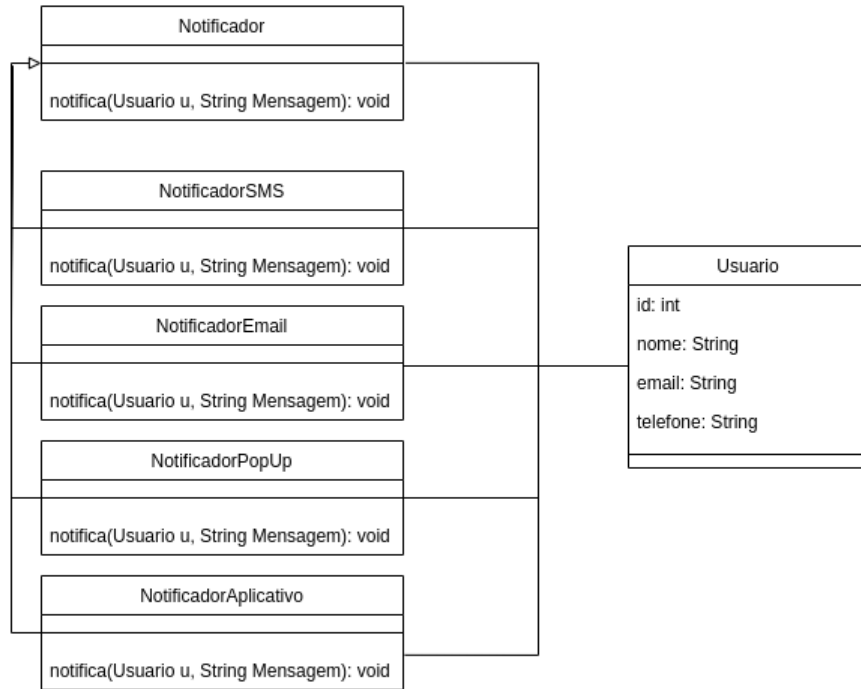 Notificador
notifica(Usuario u, String Mensagem): void
NotificadorSMS
notifica(Usuario u, String Mensagem): void
NotificadorEmail
notifica(Usuario u, String Mensagem): void
NotificadorPopUp
notifica(Usuario u, String Mensagem): void
NotificadorAplicativo
notifica(Usuario u, String Mensagem): void
Usuario
id: int
nome: String
email: String
telefone: String